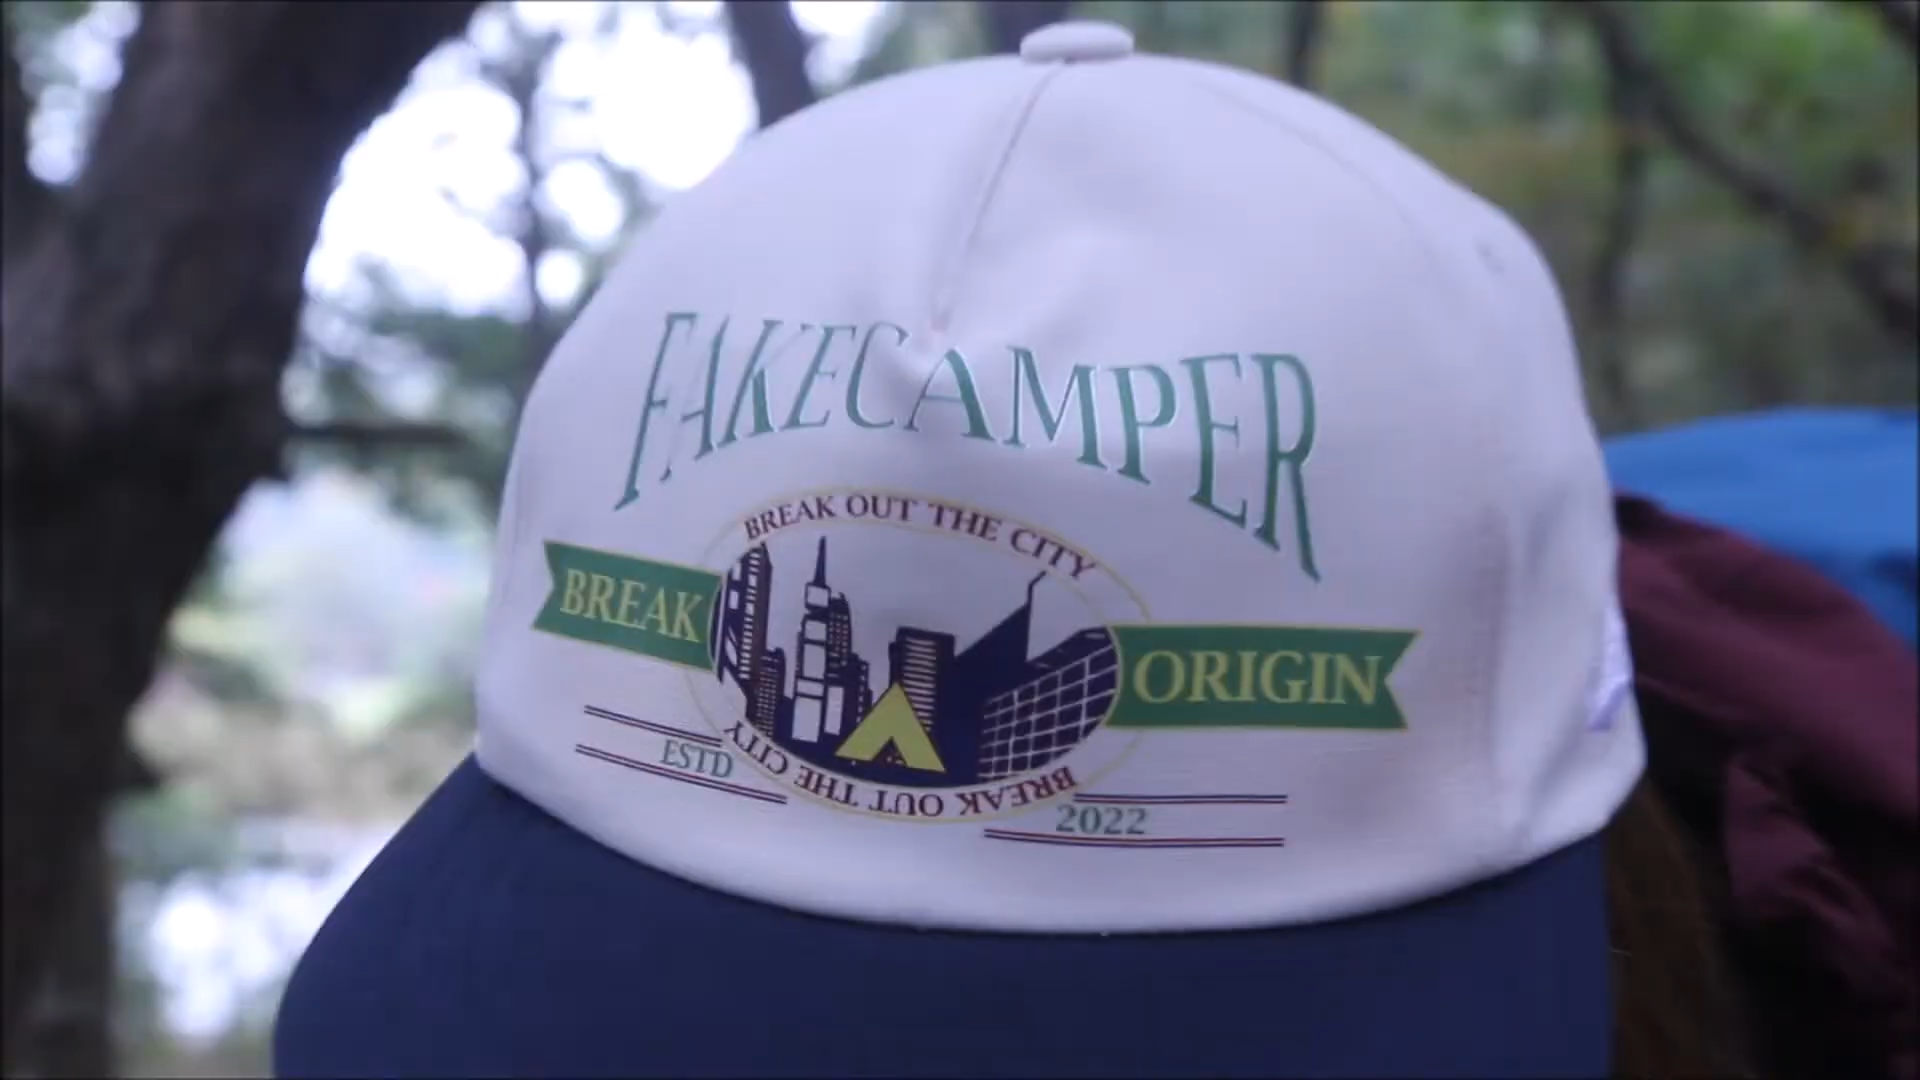 FAKECAMPER
BREAK OUT THE CITY
BREAK
ORIGIN
BREAK OUT THE CITY
ESTD
2022